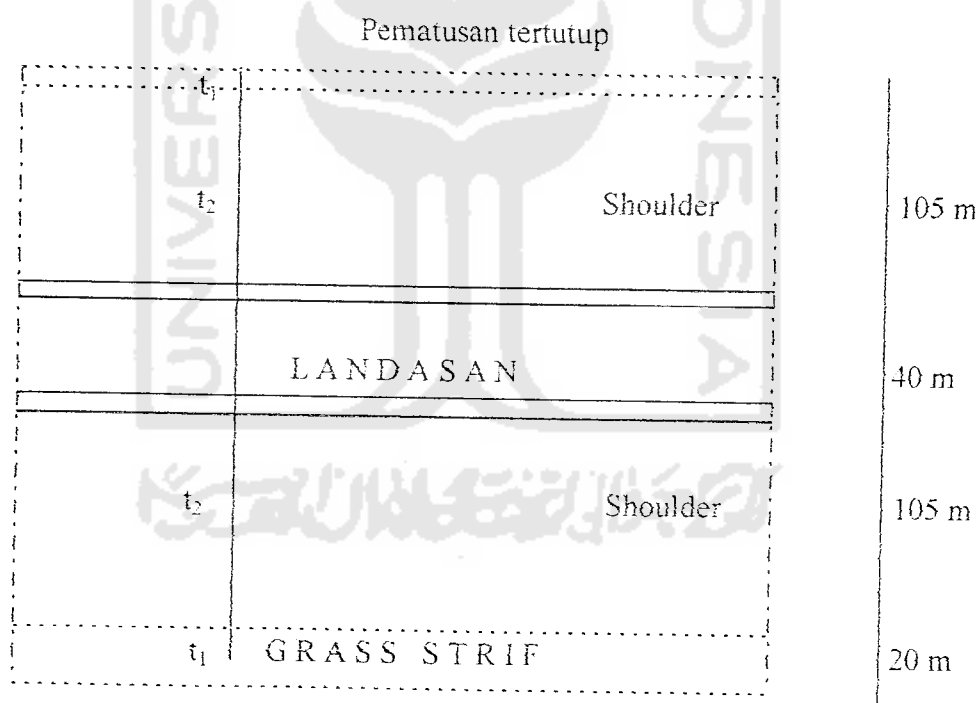 Pematusan tertutup
t₁
t₂ Shoulder 105 m
LANDASAN 40 m
t₂ Shoulder 105 m
t₁ GRASS STRIF 20 m